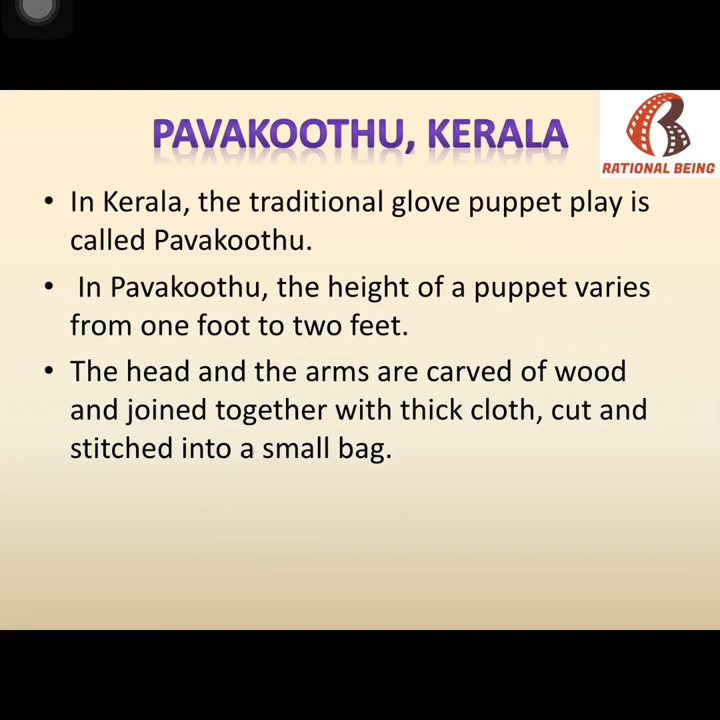 PAVAKOOTHU, KERALA
RATIONAL BEING
• In Kerala, the traditional glove puppet play is
called Pavakoothu.
• In Pavakoothu, the height of a puppet varies
from one foot to two feet.
• The head and the arms are carved of wood
and joined together with thick cloth, cut and
stitched into a small bag.